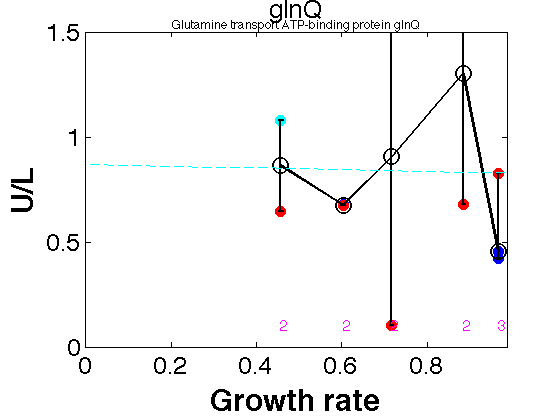 glnQ
Glutamine transport ATP-binding protein glnQ
1.5
1
0.5
0
U/L
2 2 2 2 3
0 0.2 0.4 0.6 0.8
Growth rate